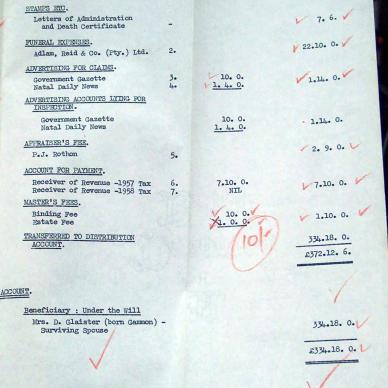 STAMPS ETC.
Letters of Administration
and Death Certificate - 7. 6.
FUNERAL EXPENSES.
Adlam, Reid & Co. (Pty.) Ltd. 2. 22.10. 0.
ADVERTISING FOR CLAIMS.
Government Gazette 3. 10. 0.
Natal Daily News 4. 1. 4. 0. 1.14. 0.
ADVERTISING ACCOUNTS LYING FOR
INSPECTION.
Government Gazette 10. 0.
Natal Daily News 1. 4. 0. 1.14. 0.
APPRAISER'S FEE.
P.J. Rothon 5. 2. 9. 0.
ACCOUNT FOR PAYMENT.
Receiver of Revenue -1957 Tax 6. 7.10. 0.
Receiver of Revenue -1958 Tax 7. NIL 7.10. 0.
MASTER'S FEES.
Binding Fee 10. 0.
Estate Fee 1. 0. 0. 1.10. 0.
10/-
TRANSFERRED TO DISTRIBUTION
ACCOUNT. 334.18. 0.
£372.12. 6.
ACCOUNT.
Beneficiary : Under the Will
Mrs. D. Glaister (born Gammon) -
Surviving Spouse 334.18. 0.
£334.18. 0.